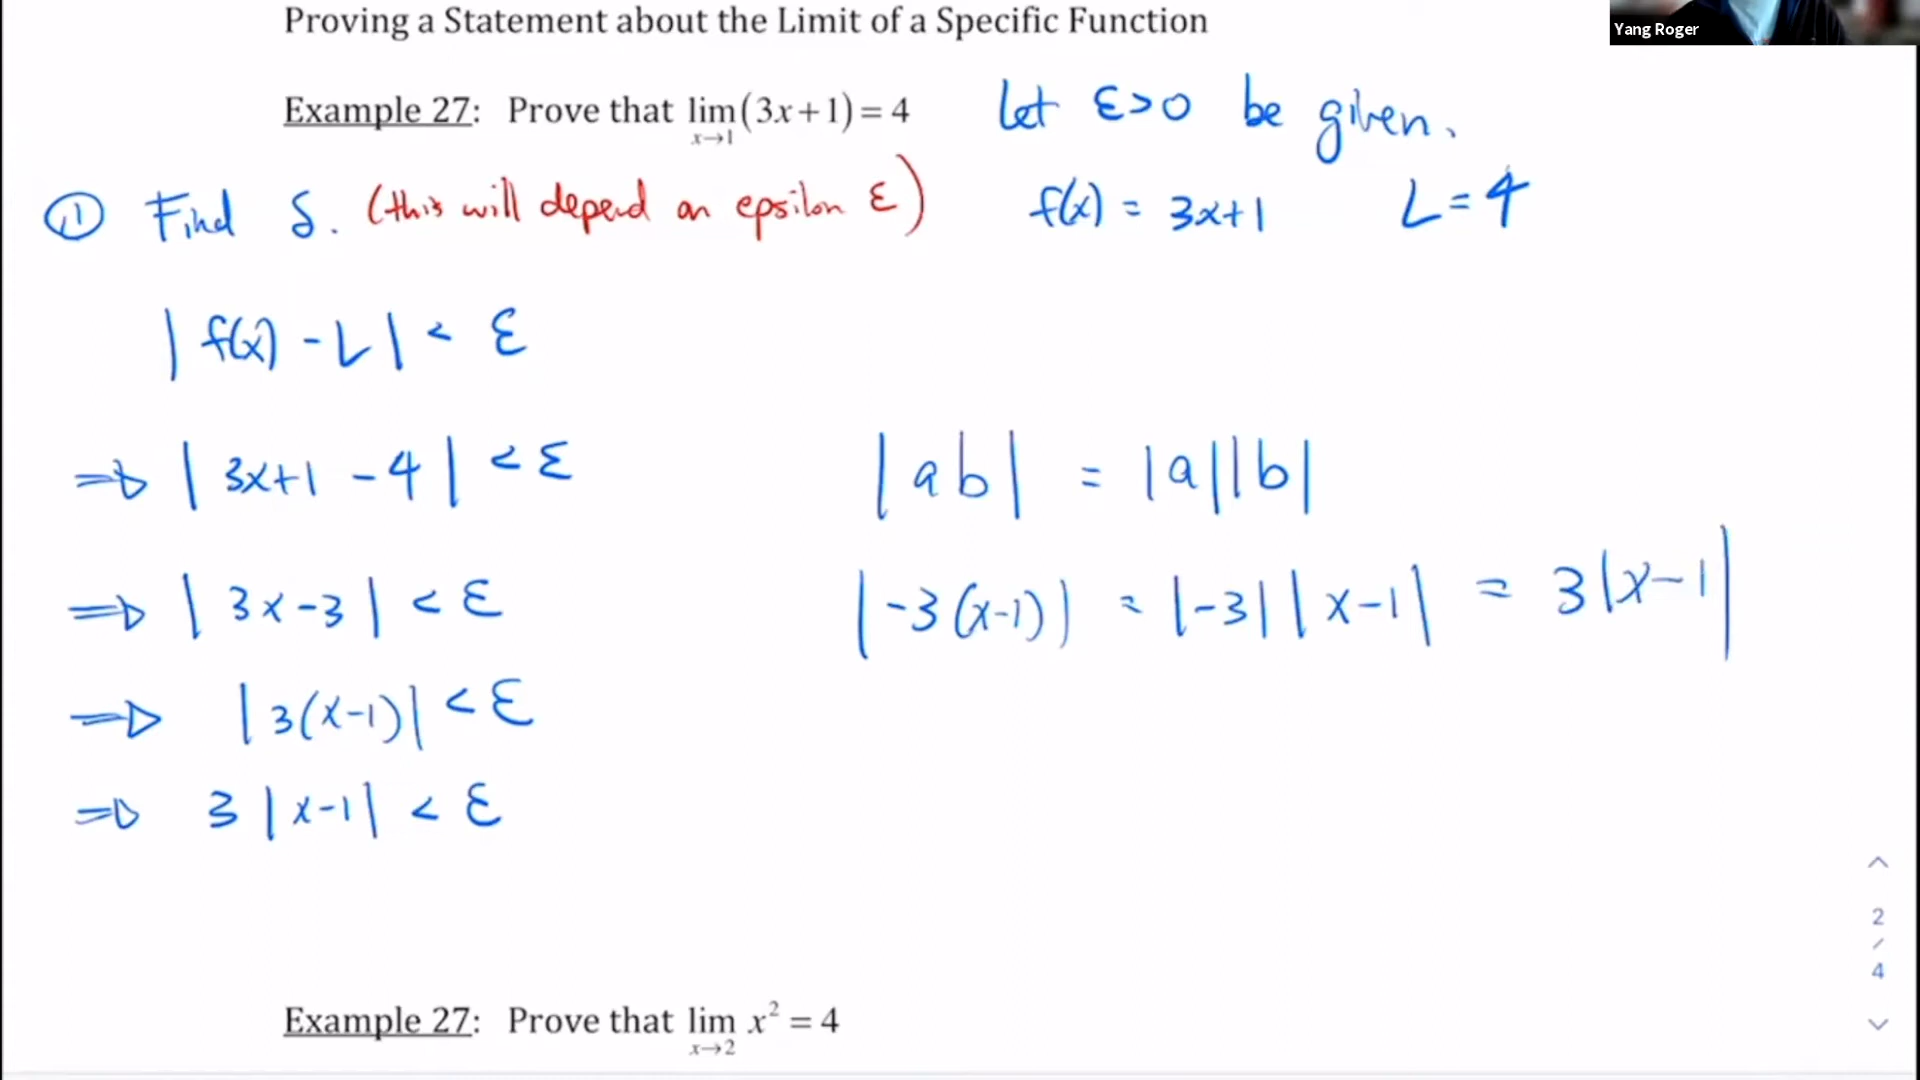 Proving a Statement about the Limit of a Specific Function
Yang Roger
Example 27: Prove that lim(3x+1)=4
x→1
Let ε>0 be given.
① Find δ. (this will depend on epsilon ε)
f(x) = 3x+1 L=4
|f(x) - L| < ε
⇒ |3x+1 - 4| < ε
|ab| = |a||b|
⇒ |3x-3| < ε
|-3(x-1)| = |-3||x-1| = 3|x-1|
⇒ |3(x-1)| < ε
⇒ 3|x-1| < ε
2
/
4
Example 27: Prove that lim x² = 4
x→2